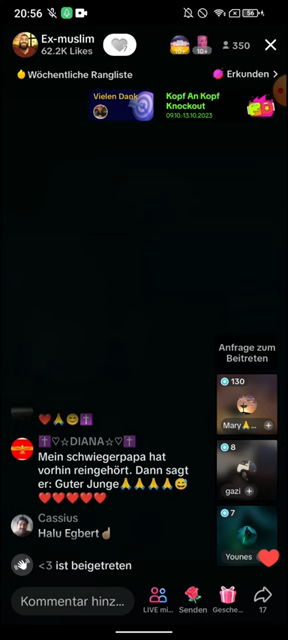 20:56
56
Ex-muslim
62.2K Likes
10+
10+
350
Wöchentliche Rangliste
Erkunden >
Vielen Dank
Kopf An Kopf
Knockout
09.10.-13.10.2023
Anfrage zum
Beitreten
130
Mary🙏...
8
gazi
7
Younes
❤️🙏😅✝️
✝️♡☆DIANA☆♡✝️
Mein schwiegerpapa hat
vorhin reingehört. Dann sagt
er: Guter Junge🙏🙏🙏🙏😅
❤️❤️❤️❤️❤️❤️
Cassius
Halu Egbert☝🏽
<3 ist beigetreten
Kommentar hinz...
LIVE mi...
Senden
Gesche...
17